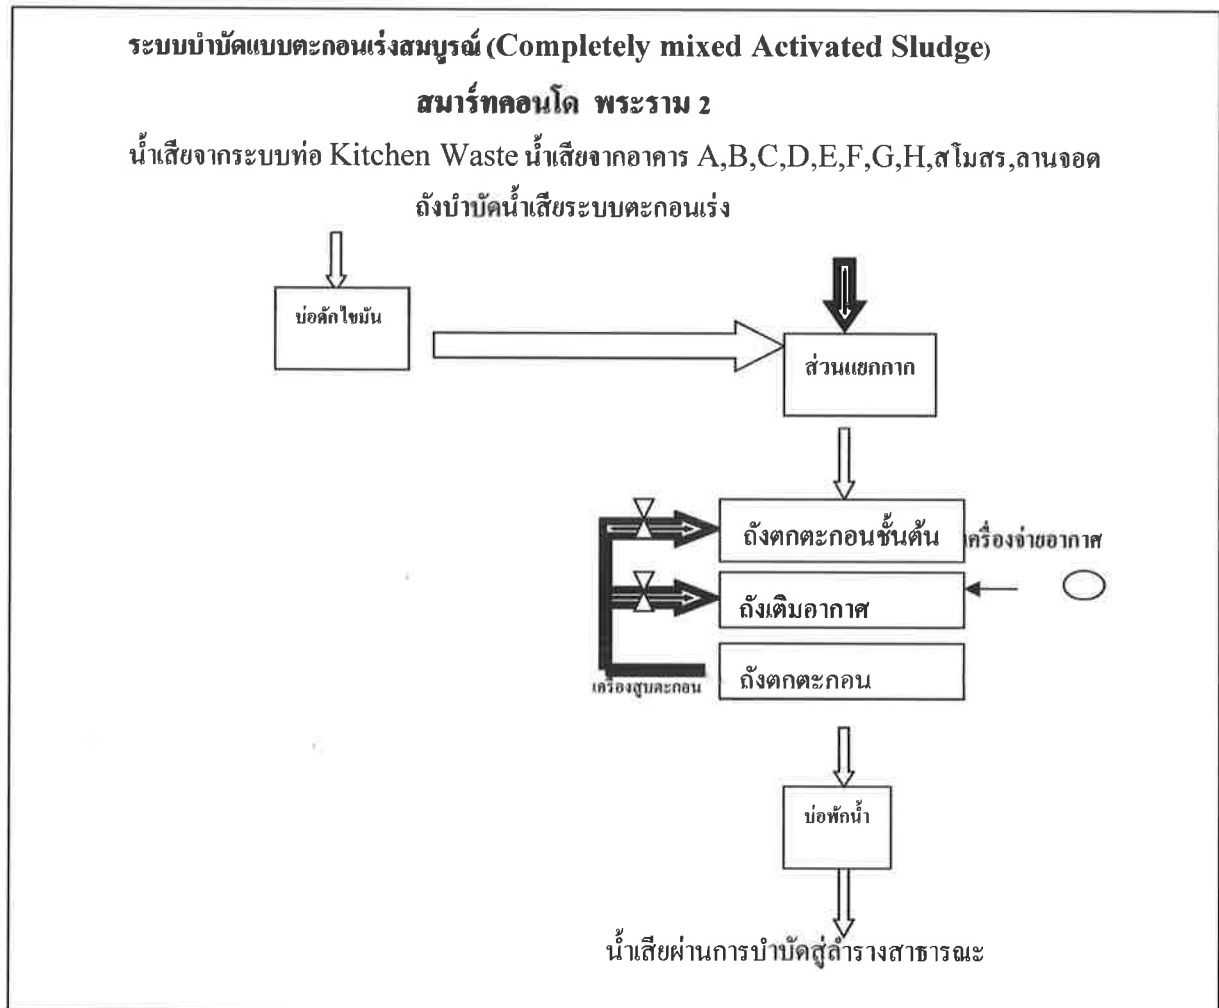 ระบบบำบัดแบบตะกอนเร่งสมบูรณ์ (Completely mixed Activated Sludge)
สมาร์ทคอนโด พระราม 2
น้ำเสียจากระบบท่อ Kitchen Waste น้ำเสียจากอาคาร A,B,C,D,E,F,G,H,สโมสร,ลานจอด
ถังบำบัดน้ำเสียระบบตะกอนเร่ง
บ่อดักไขมัน
ส่วนแยกกาก
ถังตกตะกอนชั้นต้น
เครื่องจ่ายอากาศ
ถังเติมอากาศ
ถังตกตะกอน
เครื่องสูบตะกอน
บ่อพักน้ำ
น้ำเสียผ่านการบำบัดสู่ลำรางสาธารณะ